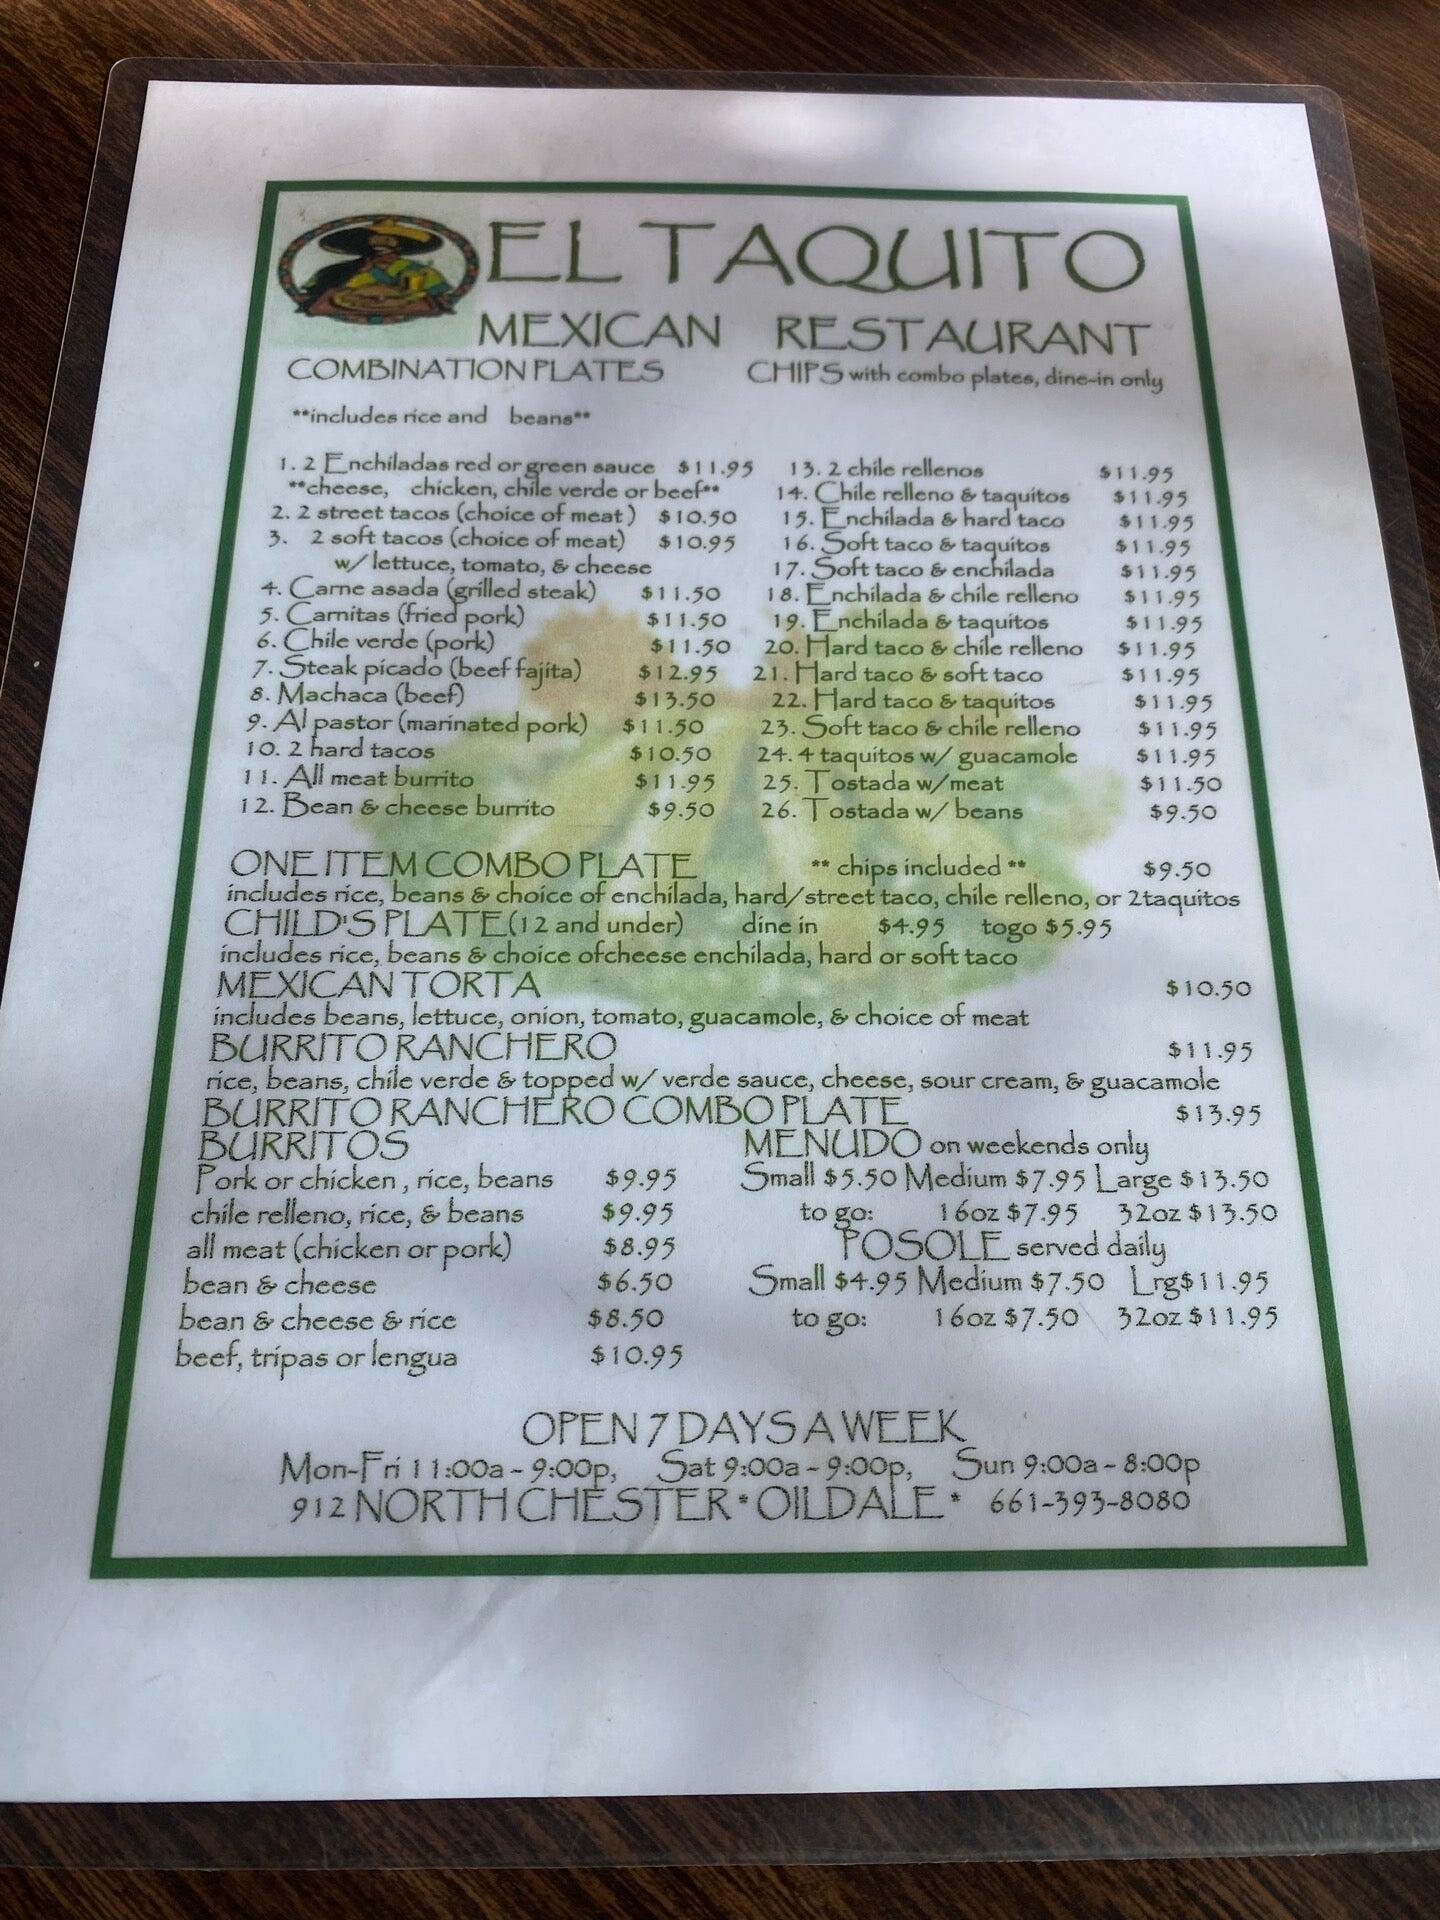 EL TAQUITO
MEXICAN RESTAURANT
COMBINATION PLATES
CHIPS with combo plates, dine-in only
**includes rice and beans**
1. 2 Enchiladas red or green sauce $11.95
**cheese, chicken, chile verde or beef**
2. 2 street tacos (choice of meat) $10.50
3. 2 soft tacos (choice of meat) $10.95
w/ lettuce, tomato, & cheese
4. Carne asada (grilled steak) $11.50
5. Carnitas (fried pork) $11.50
6. Chile verde (pork) $11.50
7. Steak picado (beef fajita) $12.95
8. Machaca (beef) $13.50
9. Al pastor (marinated pork) $11.50
10. 2 hard tacos $10.50
11. All meat burrito $11.95
12. Bean & cheese burrito $9.50
13. 2 chile rellenos $11.95
14. Chile relleno & taquitos $11.95
15. Enchilada & hard taco $11.95
16. Soft taco & taquitos $11.95
17. Soft taco & enchilada $11.95
18. Enchilada & chile relleno $11.95
19. Enchilada & taquitos $11.95
20. Hard taco & chile relleno $11.95
21. Hard taco & soft taco $11.95
22. Hard taco & taquitos $11.95
23. Soft taco & chile relleno $11.95
24. 4 taquitos w/ guacamole $11.95
25. Tostada w/meat $11.50
26. Tostada w/ beans $9.50
ONE ITEM COMBO PLATE ** chips included ** $9.50
includes rice, beans & choice of enchilada, hard/street taco, chile relleno, or 2taquitos
CHILD'S PLATE (12 and under) dine in $4.95 togo $5.95
includes rice, beans & choice ofcheese enchilada, hard or soft taco
MEXICAN TORTA $10.50
includes beans, lettuce, onion, tomato, guacamole, & choice of meat
BURRITO RANCHERO $11.95
rice, beans, chile verde & topped w/ verde sauce, cheese, sour cream, & guacamole
BURRITO RANCHERO COMBO PLATE $13.95
BURRITOS
Pork or chicken , rice, beans $9.95
chile relleno, rice, & beans $9.95
all meat (chicken or pork) $8.95
bean & cheese $6.50
bean & cheese & rice $8.50
beef, tripas or lengua $10.95
MENUDO on weekends only
Small $5.50 Medium $7.95 Large $13.50
to go: 16oz $7.95 32oz $13.50
POSOLE served daily
Small $4.95 Medium $7.50 Lrg$11.95
to go: 16oz $7.50 32oz $11.95
OPEN 7 DAYS A WEEK
Mon-Fri 11:00a - 9:00p, Sat 9:00a - 9:00p, Sun 9:00a - 8:00p
912 NORTH CHESTER * OILDALE * 661-393-8080